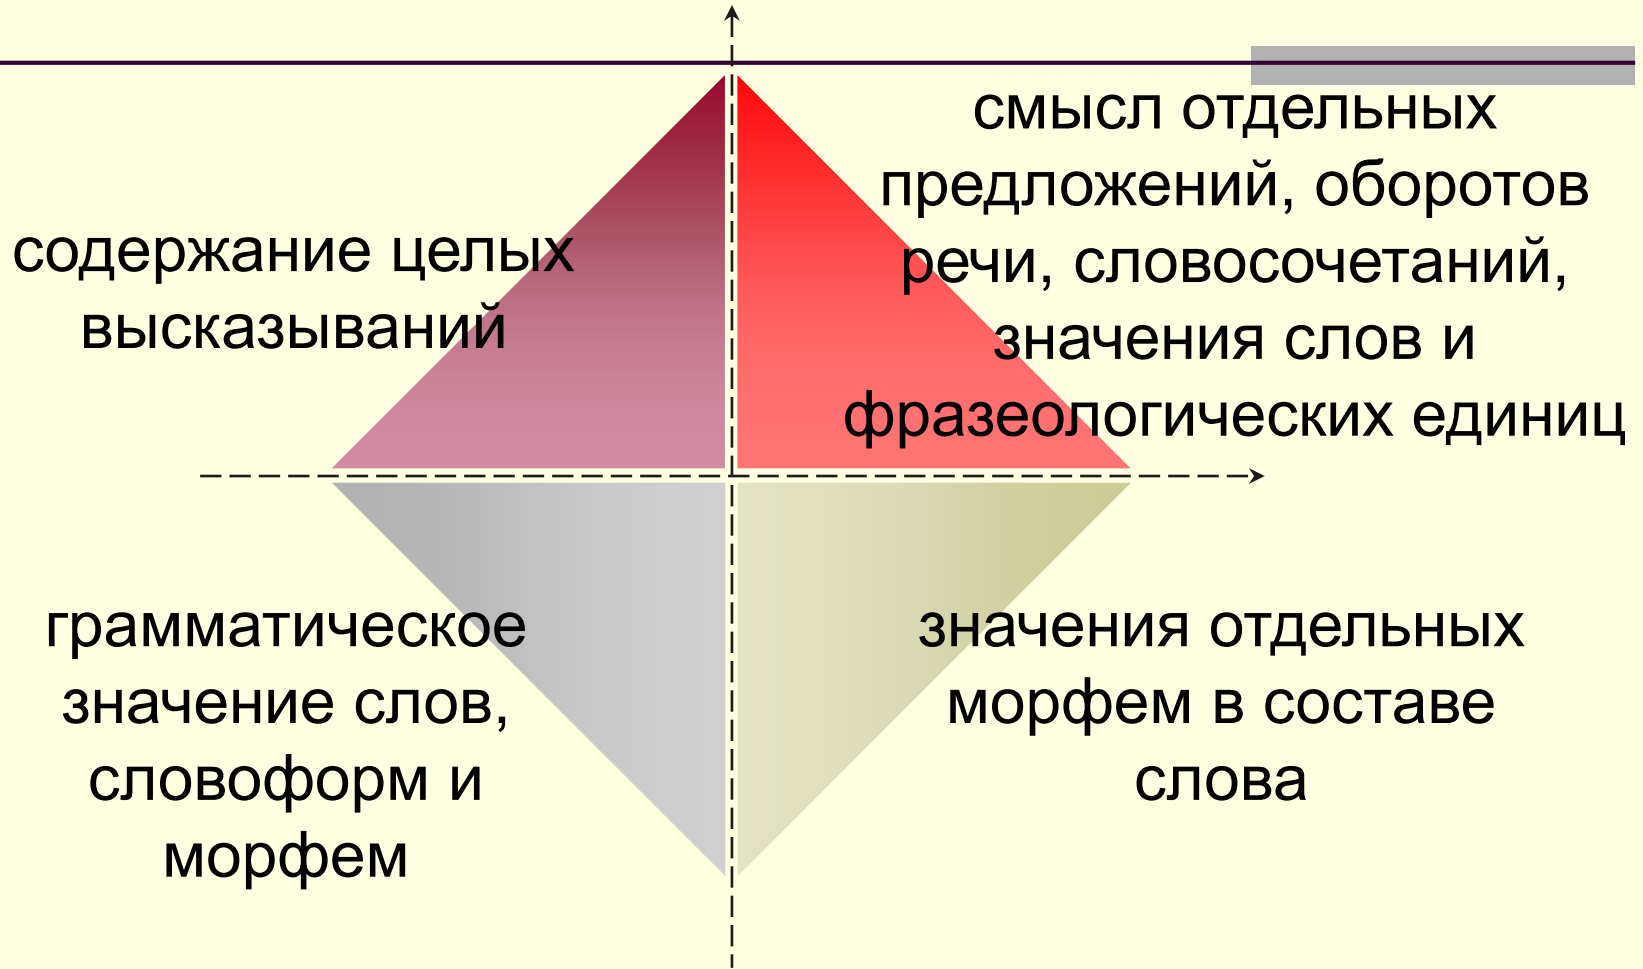 содержание целых
высказываний
смысл отдельных
предложений, оборотов
речи, словосочетаний,
значения слов и
фразеологических единиц
грамматическое
значение слов,
словоформ и
морфем
значения отдельных
морфем в составе
слова